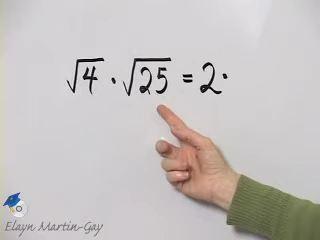 √4 · √25 = 2 ·
Elayn Martin-Gay